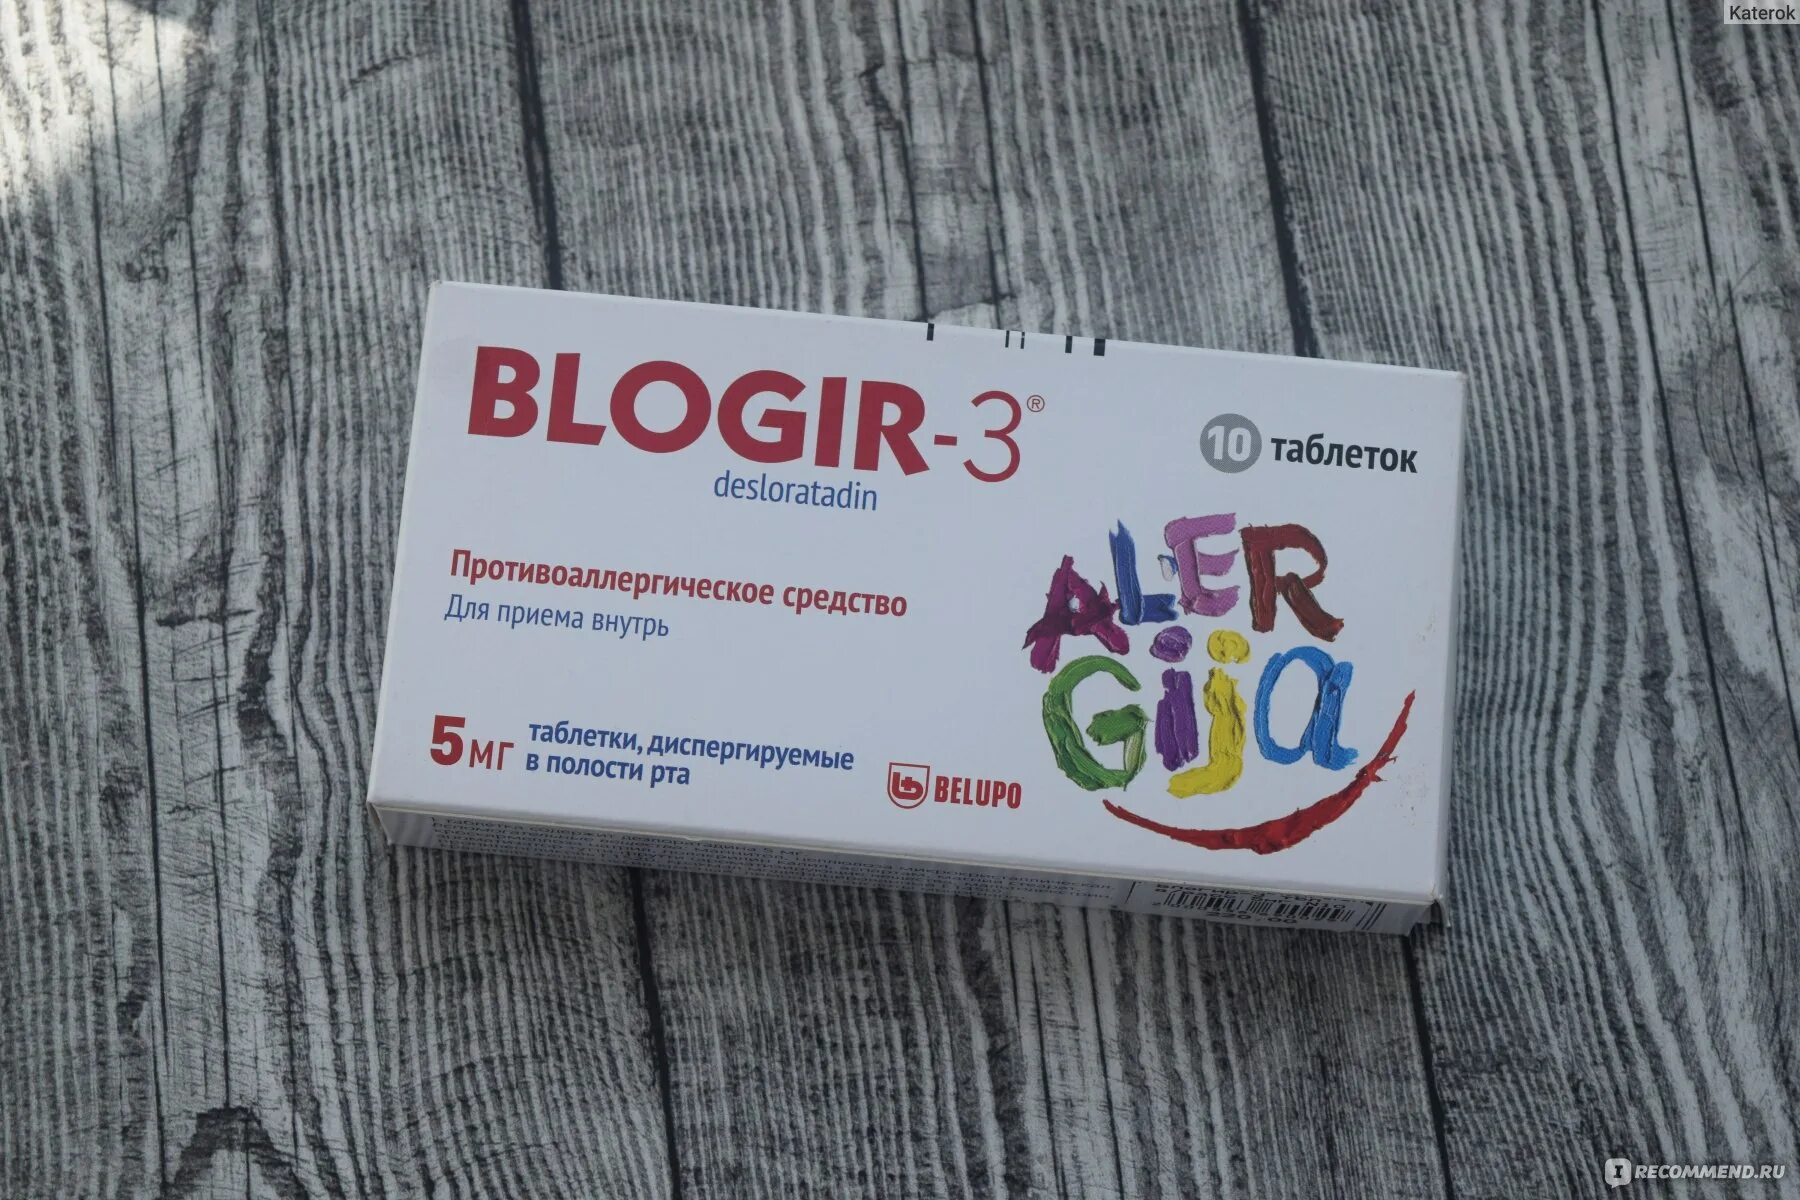 Katerok
BLOGIR-3®
desloratadin
10 таблеток
Противоаллергическое средство
Для приема внутрь
ALER
Gija
5 мг таблетки, диспергируемые
в полости рта
BELUPO
IRECOMMEND.RU